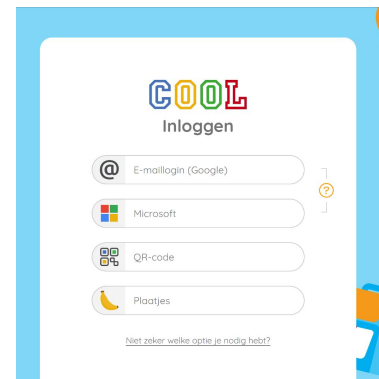 COOL
Inloggen
@ E-maillogin (Google)
?
Microsoft
QR-code
Plaatjes
Niet zeker welke optie je nodig hebt?